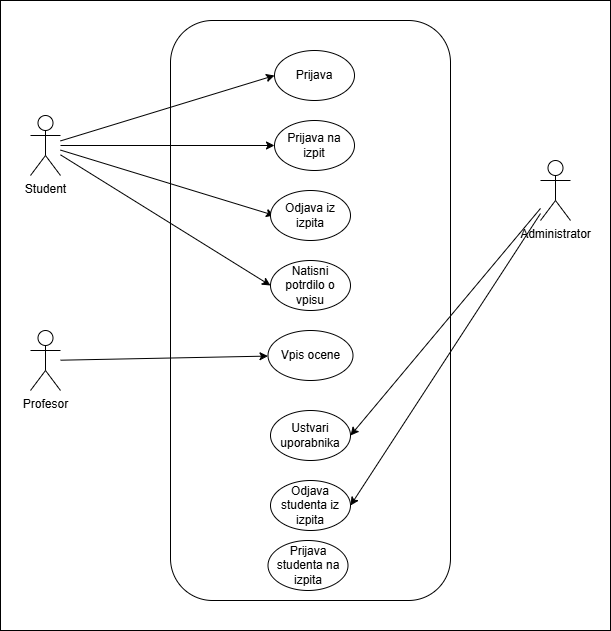 Prijava
Prijava na
izpit
Student
Odjava iz
izpita
Administrator
Natisni
potrdilo o
vpisu
Vpis ocene
Profesor
Ustvari
uporabnika
Odjava
studenta iz
izpita
Prijava
studenta na
izpita